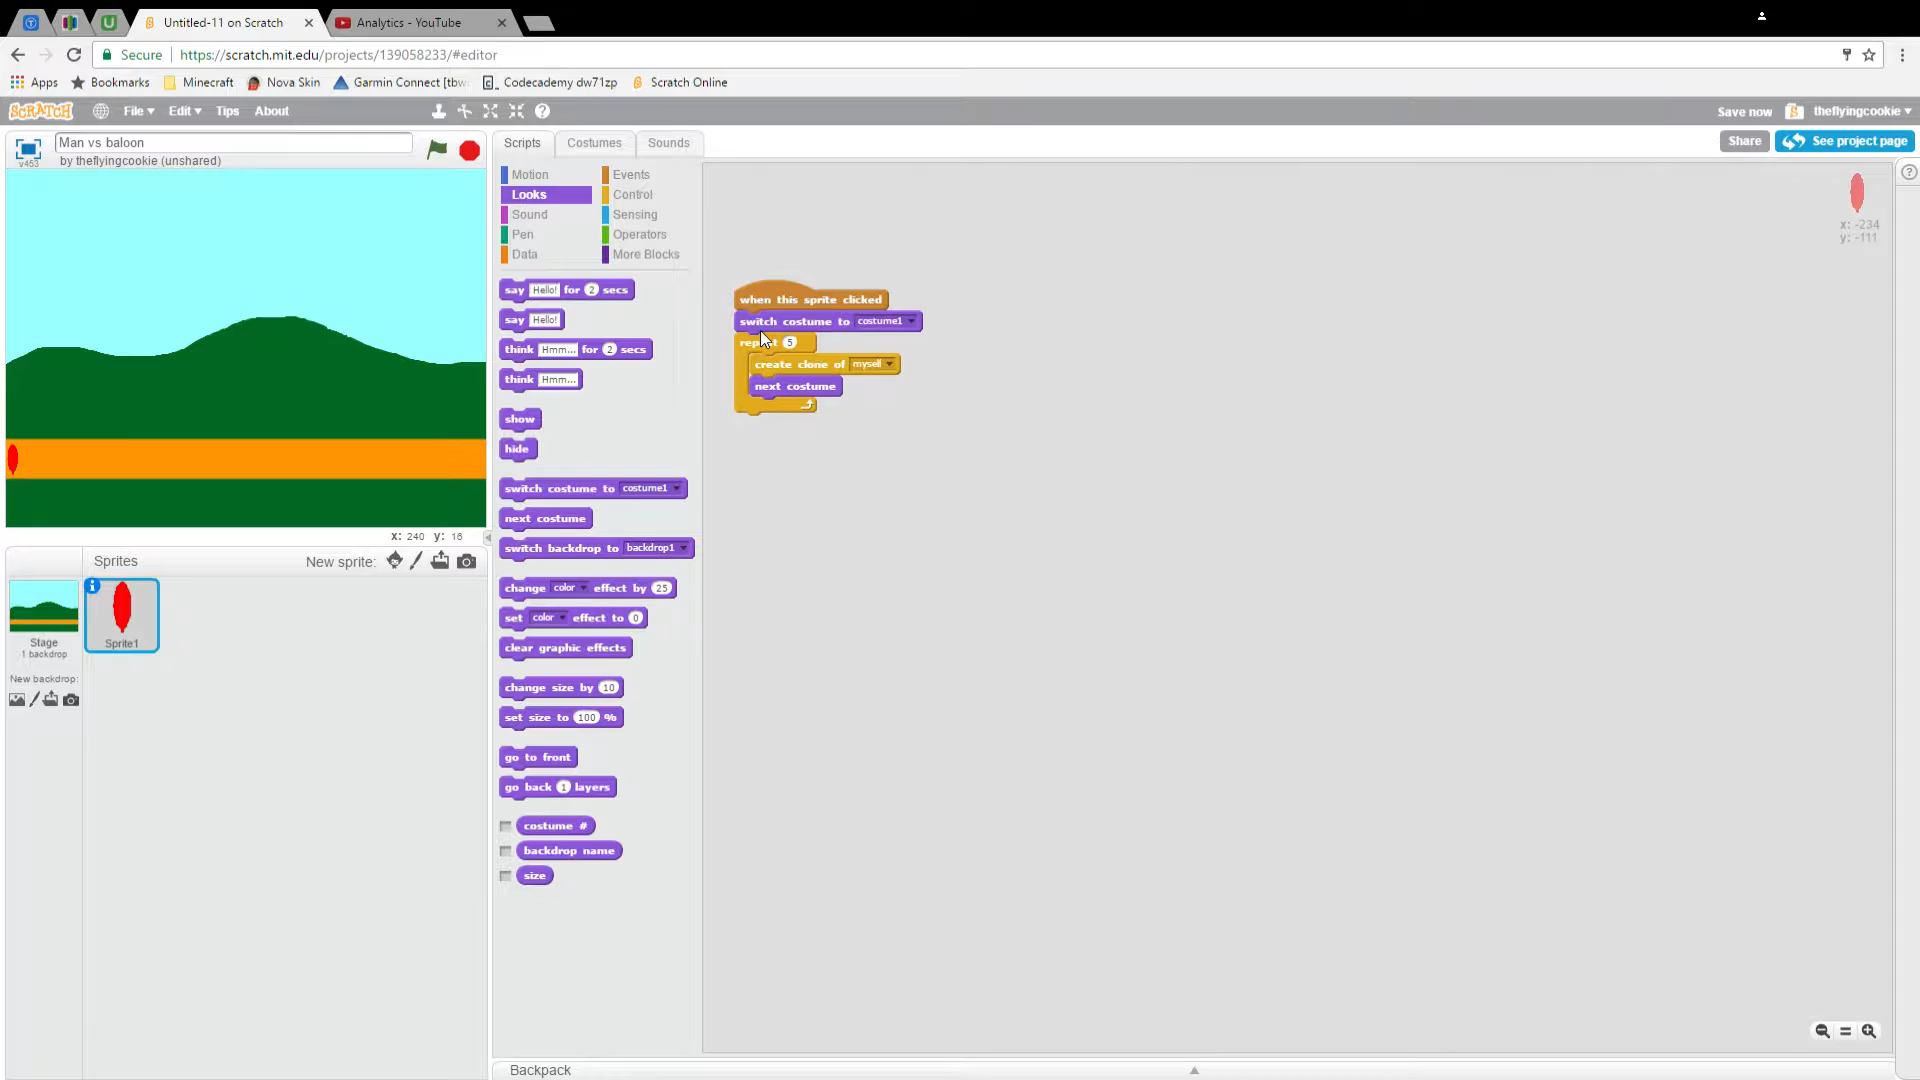 Untitled-11 on Scratch
Analytics - YouTube
Secure https://scratch.mit.edu/projects/139058233/#editor
Apps Bookmarks Minecraft Nova Skin Garmin Connect [tbw Codecademy dw71zp Scratch Online
SCRATCH File Edit Tips About Save now theflyingcookie
Man vs baloon
by theflyingcookie (unshared)
v453
Scripts Costumes Sounds
Share See project page
Motion Events
Looks Control
Sound Sensing
Pen Operators
Data More Blocks
say Hello! for 2 secs
say Hello!
think Hmm... for 2 secs
think Hmm...
show
hide
switch costume to costume1
next costume
switch backdrop to backdrop1
change color effect by 25
set color effect to 0
clear graphic effects
change size by 10
set size to 100 %
go to front
go back 1 layers
costume #
backdrop name
size
when this sprite clicked
switch costume to costume1
repeat 5
create clone of myself
next costume
x: -234
y: -111
x: 240 y: 16
Sprites New sprite:
Stage
1 backdrop
New backdrop:
Sprite1
Backpack